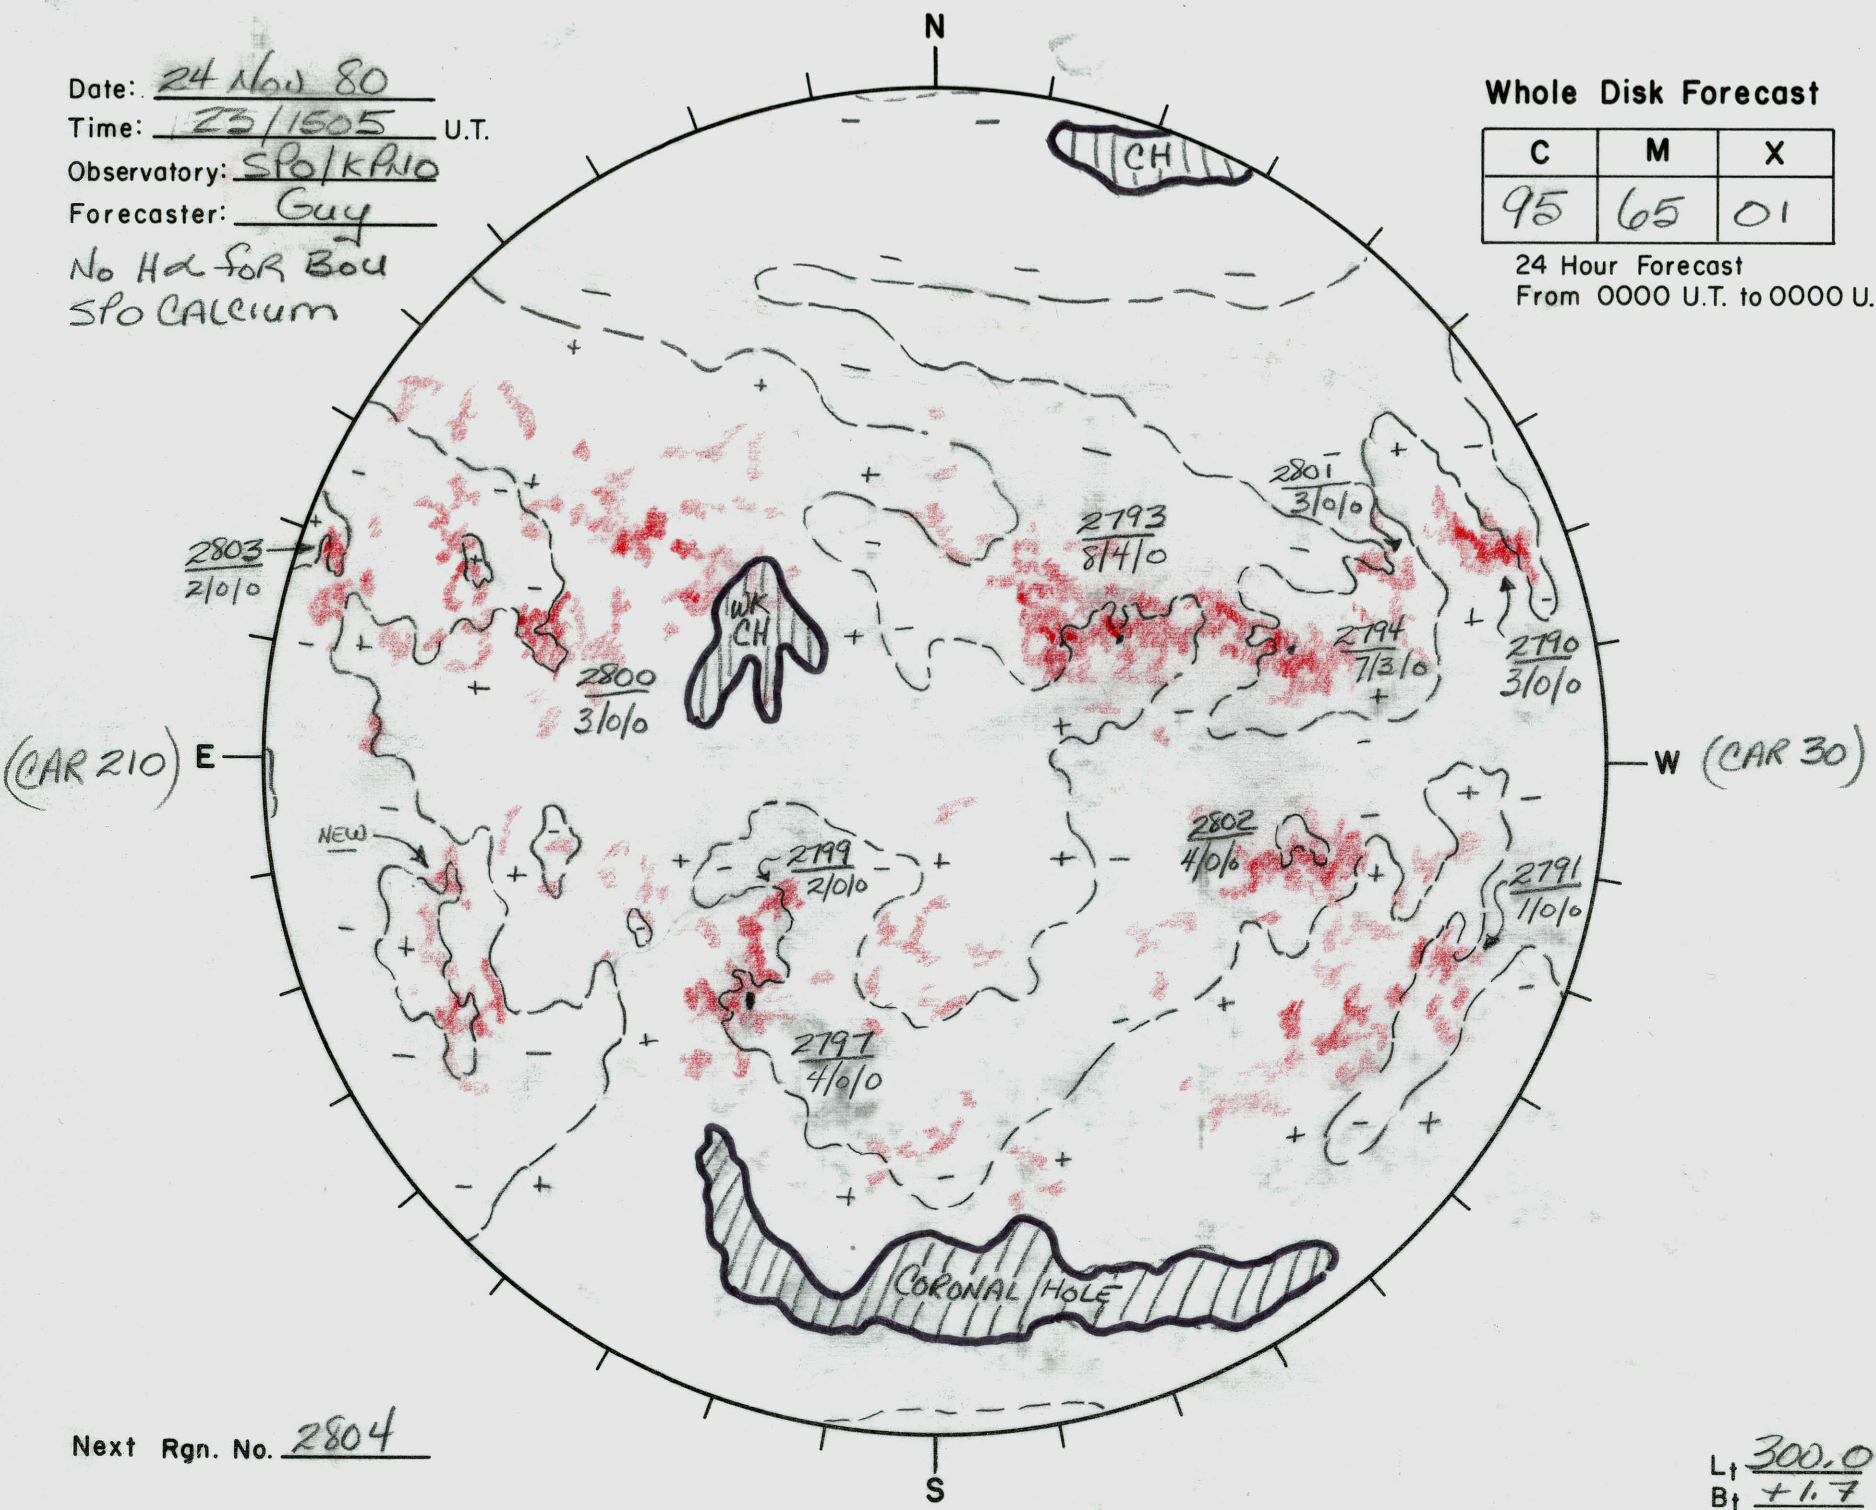 N
Date: 24 Nov 80
Time: 23/1505 U.T.
Observatory: SPO/KPNO
Forecaster: Guy
No Hα for Bou
SPO CALCIUM
Whole Disk Forecast
C M X
95 65 01
24 Hour Forecast
From 0000 U.T. to 0000 U.
CH
2801
3/0/0
2793
8/4/0
2803
2/0/0
WK
CH
2794
7/3/0
2790
3/0/0
2800
3/0/0
(CAR 210) E
W (CAR 30)
NEW
2799
2/0/0
2802
4/0/0
2791
1/0/0
2797
4/0/0
CORONAL HOLE
Next Rgn. No. 2804
S
Lt 300.0
Bt +1.7